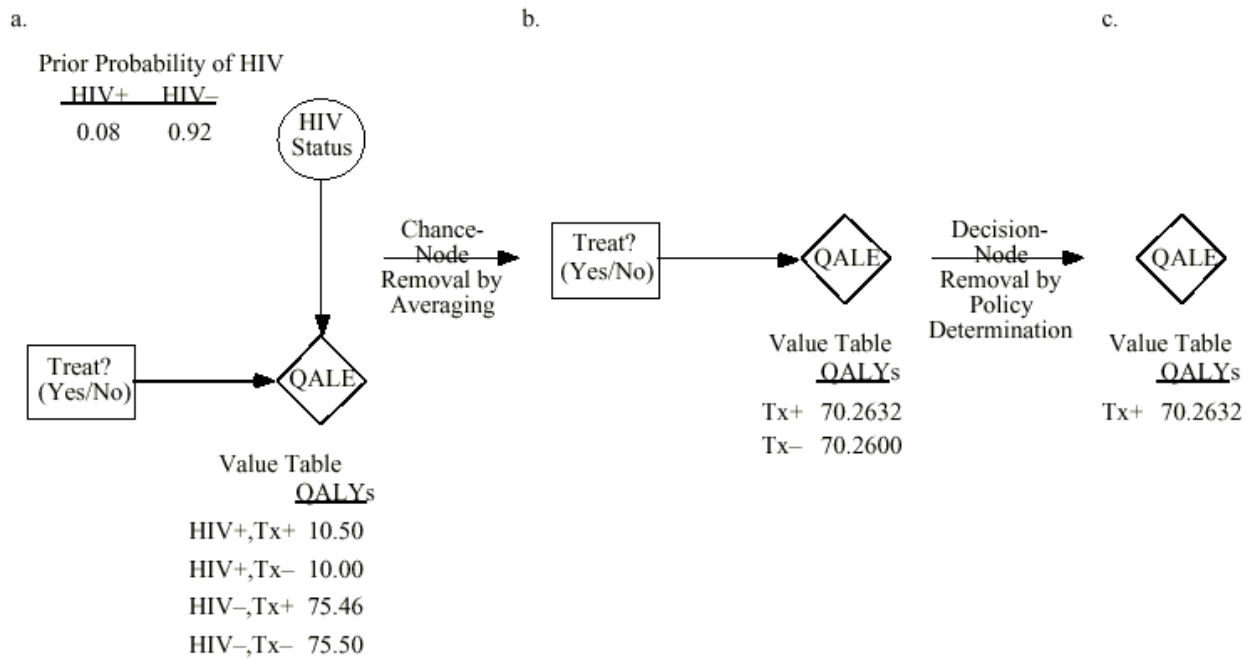 a.
Prior Probability of HIV
HIV+ HIV–
0.08 0.92
HIV
Status
Treat?
(Yes/No)
QALE
Value Table
QALYs
HIV+,Tx+ 10.50
HIV+,Tx– 10.00
HIV–,Tx+ 75.46
HIV–,Tx– 75.50
Chance-
Node
Removal by
Averaging
b.
Treat?
(Yes/No)
QALE
Value Table
QALYs
Tx+ 70.2632
Tx– 70.2600
Decision-
Node
Removal by
Policy
Determination
c.
QALE
Value Table
QALYs
Tx+ 70.2632